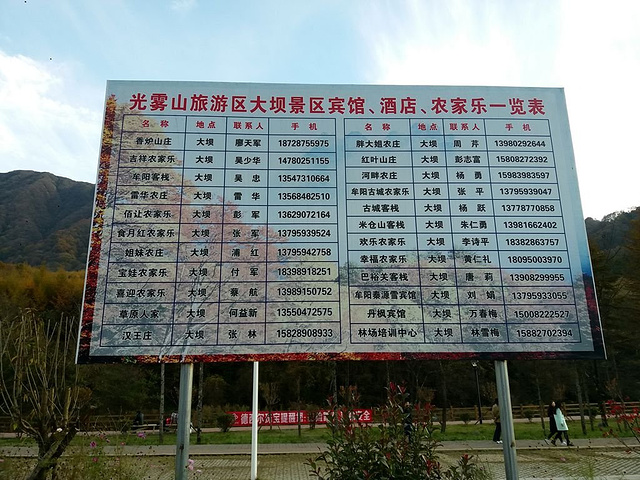 光雾山旅游区大坝景区宾馆、酒店、农家乐一览表
名称 地点 联系人 手机 名称 地点 联系人 手机
香炉山庄 大坝 廖天军 18728755975 胖大姐农庄 大坝 周芹 13980292644
吉祥农家乐 大坝 吴少华 14780251155 红叶山庄 大坝 彭志富 15808272392
牟阳客栈 大坝 吴忠 13547310664 河畔农庄 大坝 杨勇 15983983597
雷华农庄 大坝 雷华 13568482510 牟阳古城农家乐 大坝 张平 13795939047
佰让农家乐 大坝 彭军 13629072164 古城客栈 大坝 杨跃 13778770858
食月红农家乐 大坝 张军 13795939524 米仓山客栈 大坝 朱仁勇 13981662402
姐妹农庄 大坝 浦红 13795942758 欢乐农家乐 大坝 李诗平 18382863757
宝娃农家乐 大坝 付军 18398918251 幸福农家乐 大坝 黄仁礼 18095003970
喜迎农家乐 大坝 蔡航 13989150752 巴裕关客栈 大坝 唐莉 13908299955
草原人家 大坝 何益新 13550472575 牟阳秦源雪宾馆 大坝 刘娟 13795933055
汉王庄 大坝 张林 15828908933 丹枫宾馆 大坝 万春梅 15008222527
林场培训中心 大坝 林雪梅 15882702394